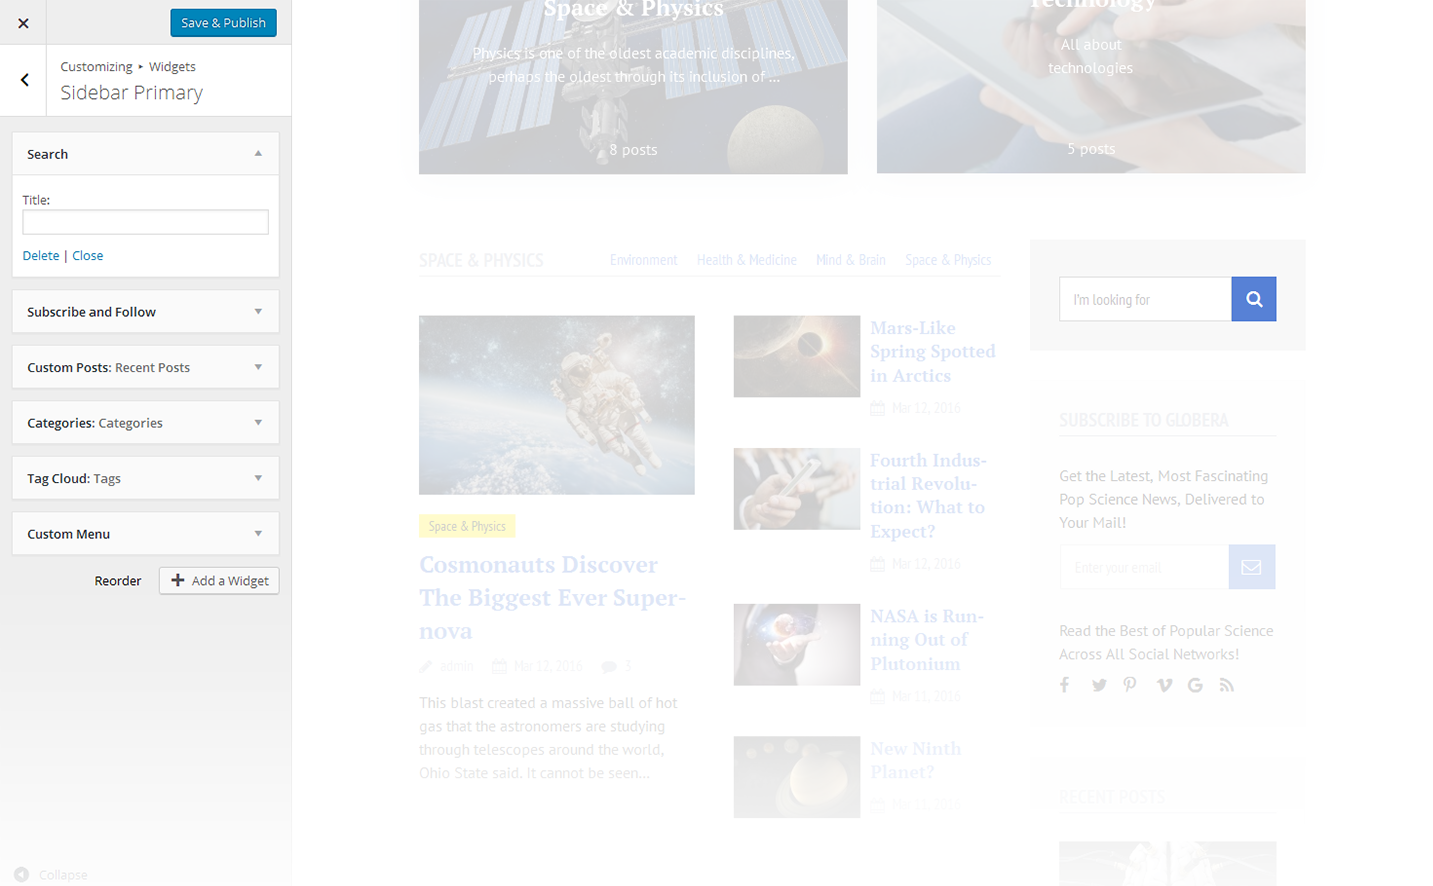 Save & Publish
Customizing ▸ Widgets
Sidebar Primary
Search
Title:
Delete | Close
Subscribe and Follow
Custom Posts: Recent Posts
Categories: Categories
Tag Cloud: Tags
Custom Menu
Reorder
Add a Widget
Collapse
Space & Physics
Physics is one of the oldest academic disciplines,
perhaps the oldest through its inclusion of ...
8 posts
Technology
All about
technologies
5 posts
SPACE & PHYSICS
Environment Health & Medicine Mind & Brain Space & Physics
Space & Physics
Cosmonauts Discover
The Biggest Ever Super-
nova
admin Mar 12, 2016 3
This blast created a massive ball of hot
gas that the astronomers are studying
through telescopes around the world,
Ohio State said. It cannot be seen...
Mars-Like
Spring Spotted
in Arctics
Mar 12, 2016
Fourth Indus-
trial Revolu-
tion: What to
Expect?
Mar 12, 2016
NASA is Run-
ning Out of
Plutonium
Mar 11, 2016
New Ninth
Planet?
Mar 11, 2016
I'm looking for
SUBSCRIBE TO GLOBERA
Get the Latest, Most Fascinating
Pop Science News, Delivered to
Your Mail!
Enter your email
Read the Best of Popular Science
Across All Social Networks!
RECENT POSTS